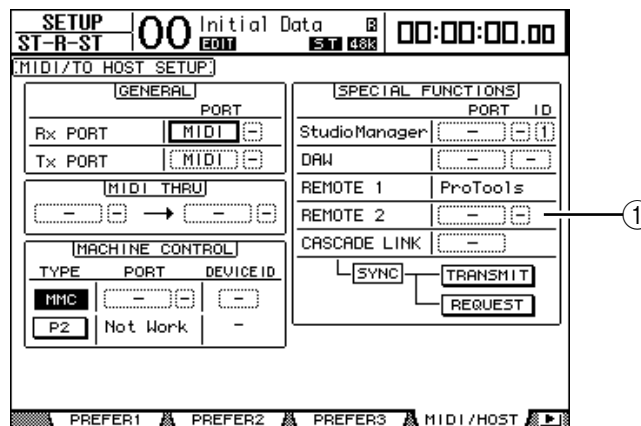 SETUP
ST-R-ST
00
Initial Data
EDIT
ST 48K
00:00:00.00
MIDI/TO HOST SETUP
GENERAL
PORT
Rx PORT MIDI -
Tx PORT MIDI -
MIDI THRU
- - → - -
MACHINE CONTROL
TYPE PORT DEVICE ID
MMC - - -
P2 Not Work -
SPECIAL FUNCTIONS
PORT ID
StudioManager - - 1
DAW - -
REMOTE 1 ProTools
REMOTE 2 - -
CASCADE LINK -
SYNC TRANSMIT
REQUEST
1
PREFER1 PREFER2 PREFER3 MIDI/HOST